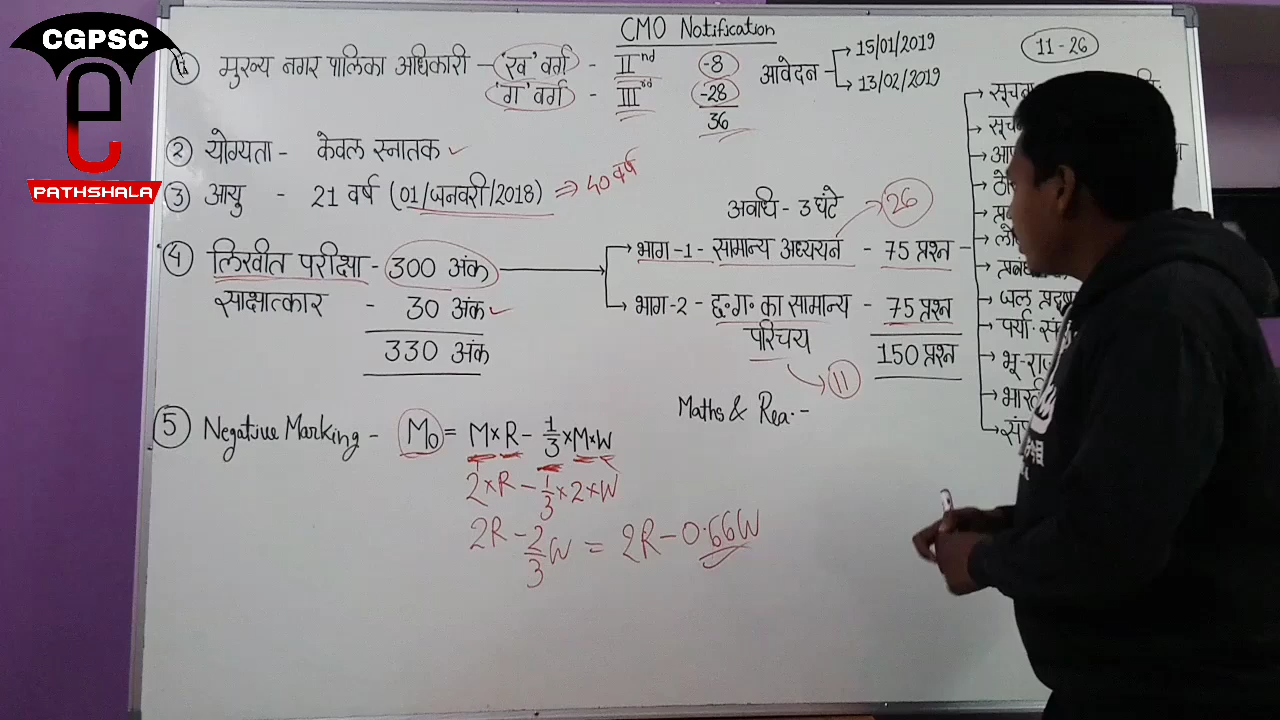 CGPSC
e
PATHSHALA
CMO Notification
① मुख्य नगर पालिका अधिकारी - 'ख' वर्ग - IInd -8
'ग' वर्ग - IIIrd -28
36
आवेदन 15/01/2019
13/02/2019
② योग्यता - केवल स्नातक ✓
③ आयु - 21 वर्ष (01/जनवरी/2018) ⇒ 40 वर्ष
④ लिखीत परीक्षा - 300 अंक
साक्षात्कार - 30 अंक ✓
330 अंक
अवधि - 3 घंटे
26
भाग -1 - सामान्य अध्ययन - 75 प्रश्न
भाग -2 - छ॰ग॰ का सामान्य - 75 प्रश्न
परिचय 150 प्रश्न
11
⑤ Negative Marking - M₀ = M×R - 1/3 × M×W
2×R - 1/3 × 2 × W
2R - 2/3 W = 2R - 0.66W
Maths & Rea. -
11 - 26
जल प्रदूष